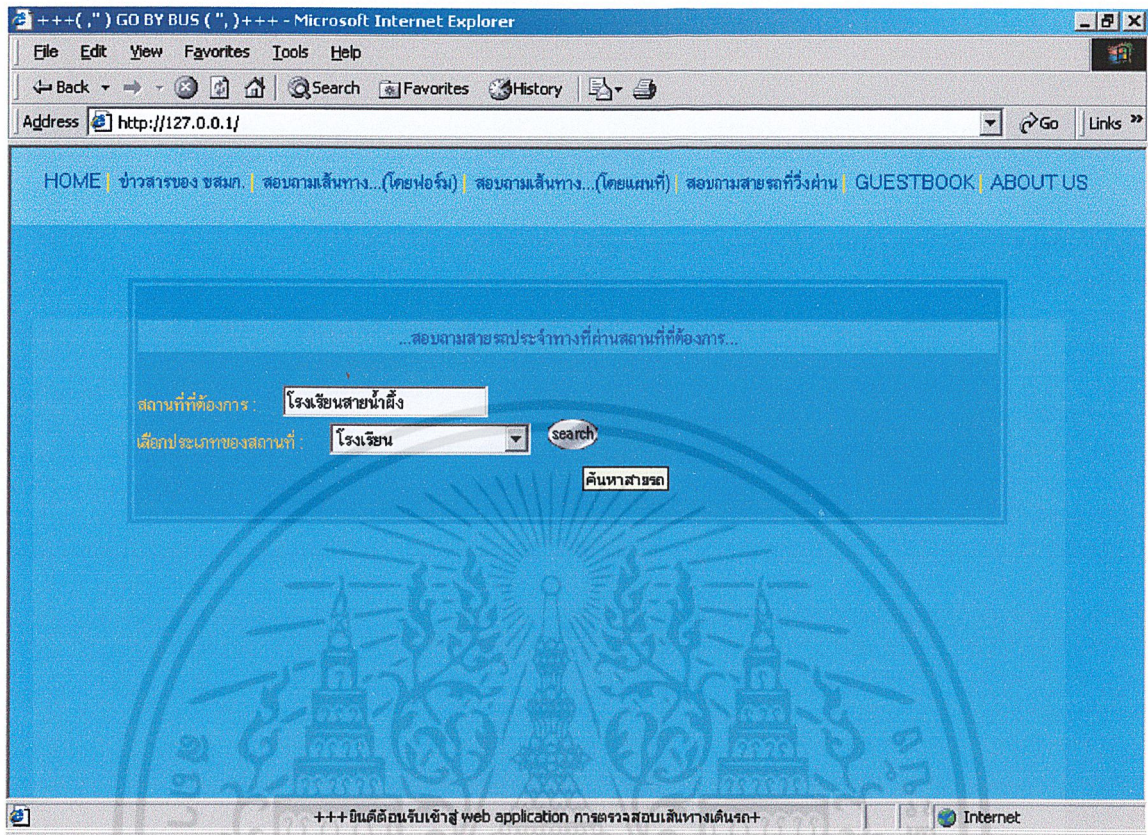 +++( ," ) GO BY BUS ( ", )+++ - Microsoft Internet Explorer
File Edit View Favorites Tools Help
Back Search Favorites History
Address http://127.0.0.1/ Go Links »
HOME | ข่าวสารของ ขสมก. | สอบถามเส้นทาง...(โดยฟอร์ม) | สอบถามเส้นทาง...(โดยแผนที่) | สอบถามสายรถที่วิ่งผ่าน | GUESTBOOK | ABOUT US
...สอบถามสายรถประจำทางที่ผ่านสถานที่ที่ต้องการ...
สถานที่ที่ต้องการ : โรงเรียนสายน้ำผึ้ง
เลือกประเภทของสถานที่ : โรงเรียน search
ค้นหาสายรถ
+++ยินดีต้อนรับเข้าสู่ web application การตรวจสอบเส้นทางเดินรถ+ Internet